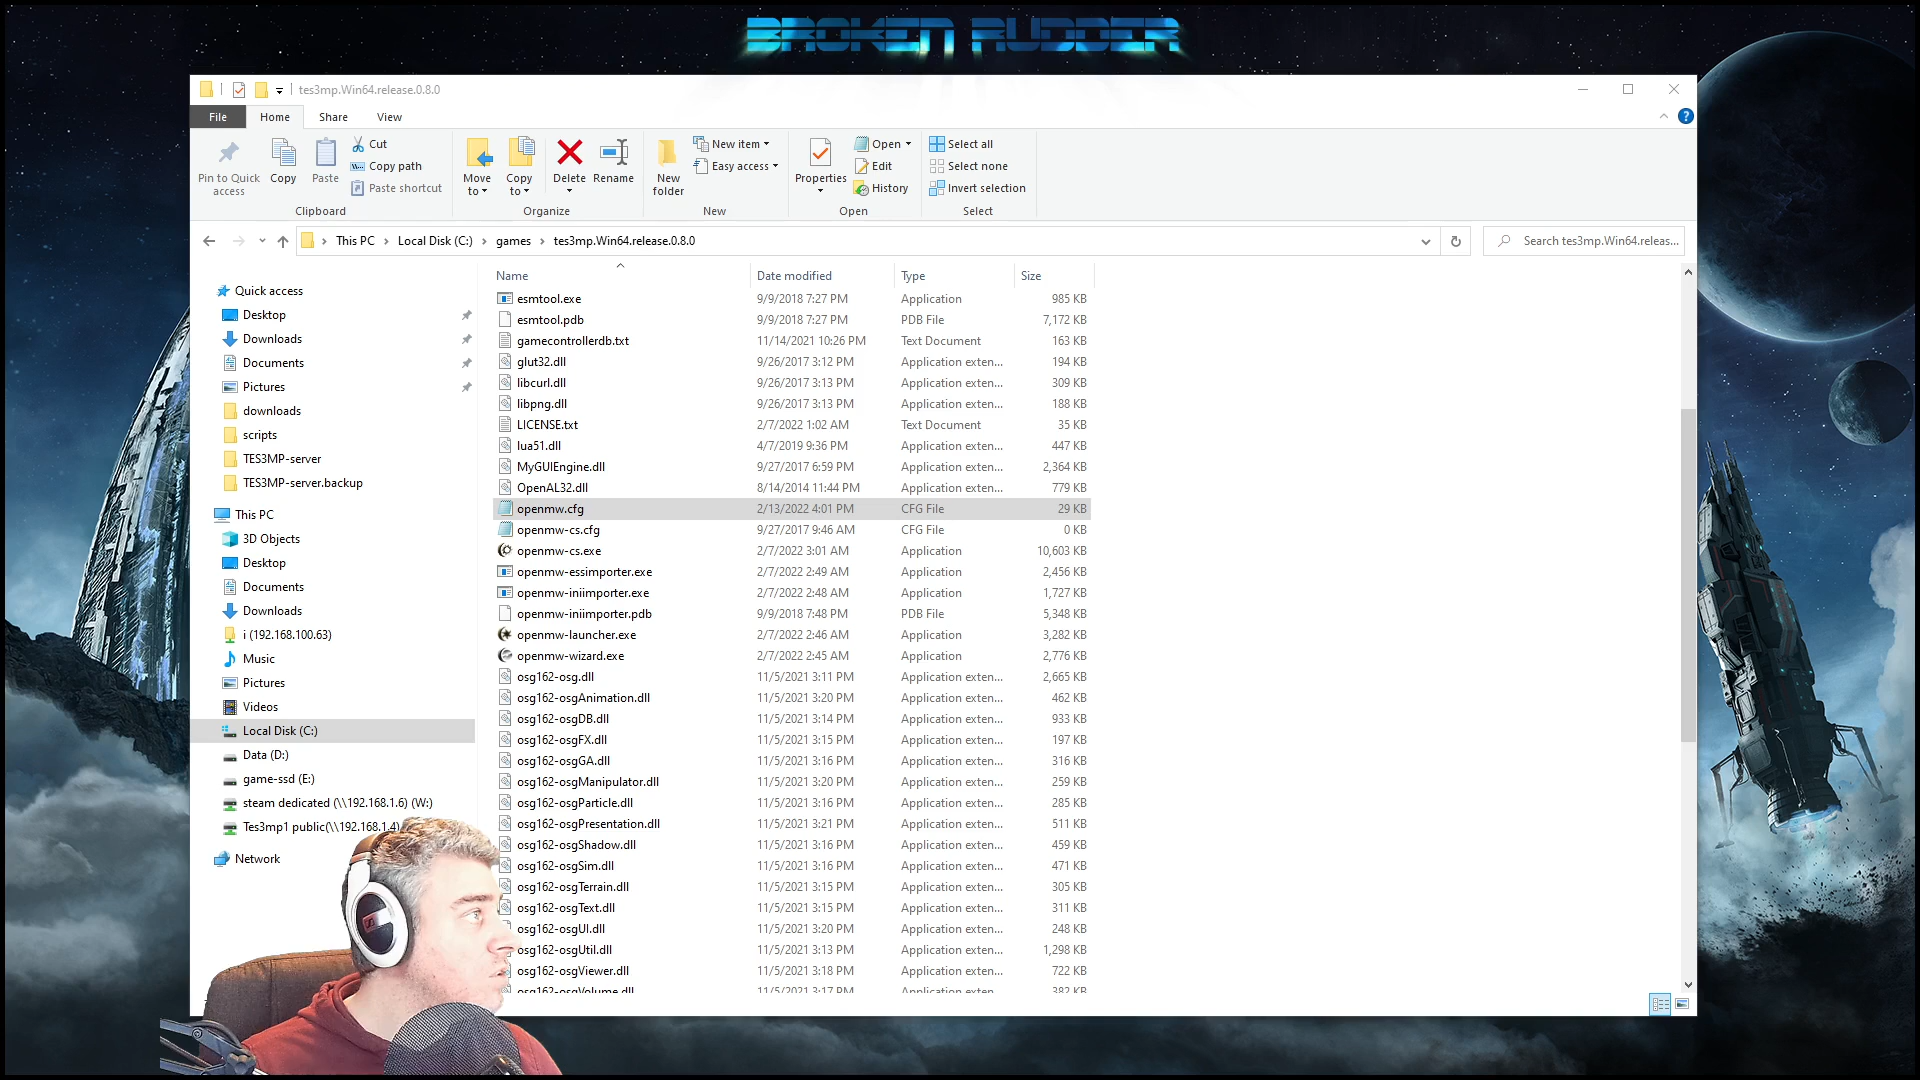 BROKEN RUDDER
tes3mp.Win64.release.0.8.0
File Home Share View
Pin to Quick access
Copy
Paste
Cut
Copy path
Paste shortcut
Clipboard
Move to
Copy to
Delete
Rename
Organize
New folder
New item
Easy access
New
Properties
Open
Edit
History
Open
Select all
Select none
Invert selection
Select
This PC > Local Disk (C:) > games > tes3mp.Win64.release.0.8.0
Search tes3mp.Win64.releas...
Quick access
Desktop
Downloads
Documents
Pictures
downloads
scripts
TES3MP-server
TES3MP-server.backup
This PC
3D Objects
Desktop
Documents
Downloads
i (192.168.100.63)
Music
Pictures
Videos
Local Disk (C:)
Data (D:)
game-ssd (E:)
steam dedicated (\\192.168.1.6) (W:)
Tes3mp1 public(\\192.168.1.4)
Network
Name Date modified Type Size
esmtool.exe 9/9/2018 7:27 PM Application 985 KB
esmtool.pdb 9/9/2018 7:27 PM PDB File 7,172 KB
gamecontrollerdb.txt 11/14/2021 10:26 PM Text Document 163 KB
glut32.dll 9/26/2017 3:12 PM Application exten... 194 KB
libcurl.dll 9/26/2017 3:13 PM Application exten... 309 KB
libpng.dll 9/26/2017 3:13 PM Application exten... 188 KB
LICENSE.txt 2/7/2022 1:02 AM Text Document 35 KB
lua51.dll 4/7/2019 9:36 PM Application exten... 447 KB
MyGUIEngine.dll 9/27/2017 6:59 PM Application exten... 2,364 KB
OpenAL32.dll 8/14/2014 11:44 PM Application exten... 779 KB
openmw.cfg 2/13/2022 4:01 PM CFG File 29 KB
openmw-cs.cfg 9/27/2017 9:46 AM CFG File 0 KB
openmw-cs.exe 2/7/2022 3:01 AM Application 10,603 KB
openmw-essimporter.exe 2/7/2022 2:49 AM Application 2,456 KB
openmw-iniimporter.exe 2/7/2022 2:48 AM Application 1,727 KB
openmw-iniimporter.pdb 9/9/2018 7:48 PM PDB File 5,348 KB
openmw-launcher.exe 2/7/2022 2:46 AM Application 3,282 KB
openmw-wizard.exe 2/7/2022 2:45 AM Application 2,776 KB
osg162-osg.dll 11/5/2021 3:11 PM Application exten... 2,665 KB
osg162-osgAnimation.dll 11/5/2021 3:20 PM Application exten... 462 KB
osg162-osgDB.dll 11/5/2021 3:14 PM Application exten... 933 KB
osg162-osgFX.dll 11/5/2021 3:15 PM Application exten... 197 KB
osg162-osgGA.dll 11/5/2021 3:16 PM Application exten... 316 KB
osg162-osgManipulator.dll 11/5/2021 3:20 PM Application exten... 259 KB
osg162-osgParticle.dll 11/5/2021 3:16 PM Application exten... 285 KB
osg162-osgPresentation.dll 11/5/2021 3:21 PM Application exten... 511 KB
osg162-osgShadow.dll 11/5/2021 3:16 PM Application exten... 459 KB
osg162-osgSim.dll 11/5/2021 3:16 PM Application exten... 471 KB
osg162-osgTerrain.dll 11/5/2021 3:15 PM Application exten... 305 KB
osg162-osgText.dll 11/5/2021 3:15 PM Application exten... 311 KB
osg162-osgUI.dll 11/5/2021 3:20 PM Application exten... 248 KB
osg162-osgUtil.dll 11/5/2021 3:13 PM Application exten... 1,298 KB
osg162-osgViewer.dll 11/5/2021 3:18 PM Application exten... 722 KB
osg162-osgVolume.dll 11/5/2021 3:17 PM Application exten... 382 KB